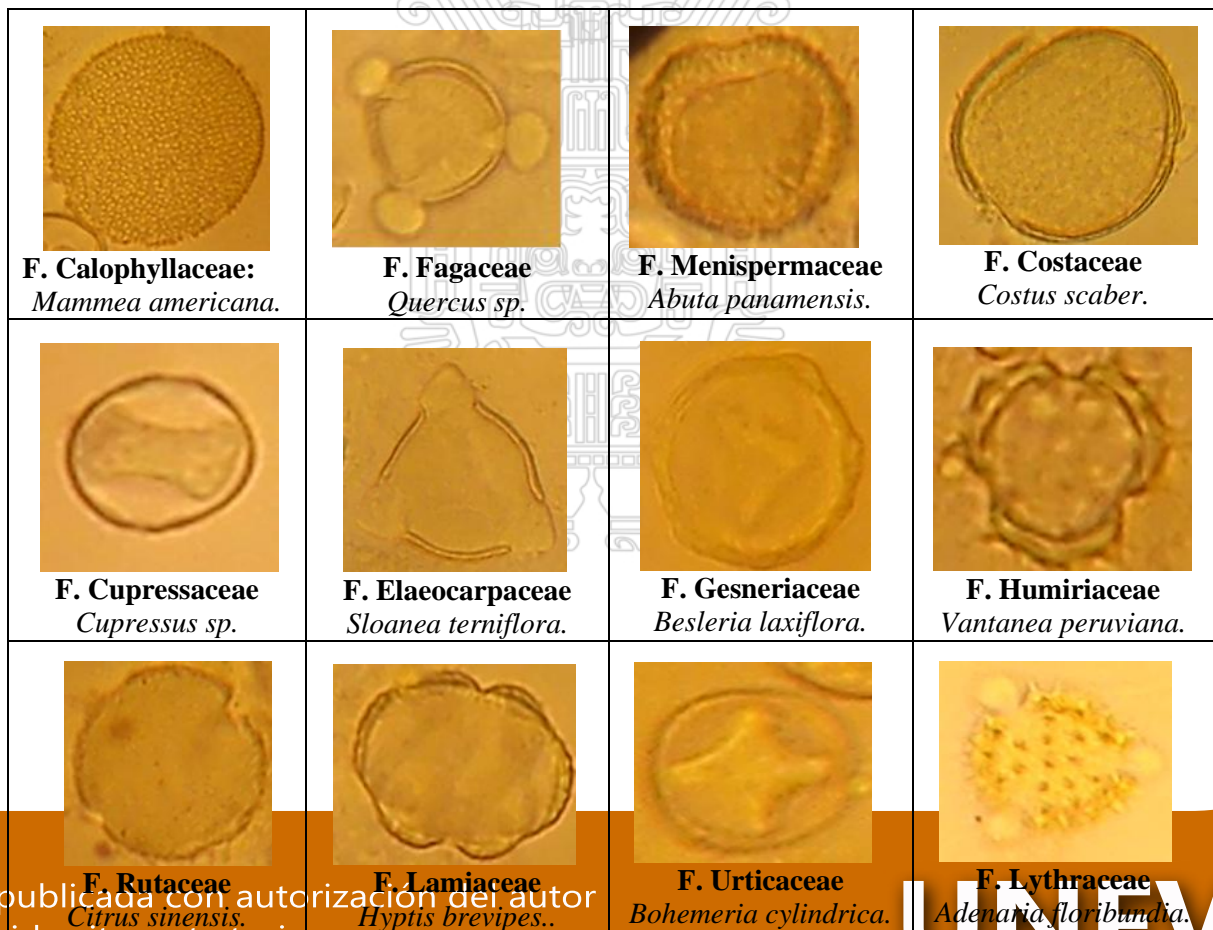 F. Calophyllaceae:
Mammea americana.
F. Fagaceae
Quercus sp.
F. Menispermaceae
Abuta panamensis.
F. Costaceae
Costus scaber.
F. Cupressaceae
Cupressus sp.
F. Elaeocarpaceae
Sloanea terniflora.
F. Gesneriaceae
Besleria laxiflora.
F. Humiriaceae
Vantanea peruviana.
F. Rutaceae
Citrus sinensis.
F. Lamiaceae
Hyptis brevipes..
F. Urticaceae
Bohemeria cylindrica.
F. Lythraceae
Adenaria floribundia.
publicada con autorización del autor